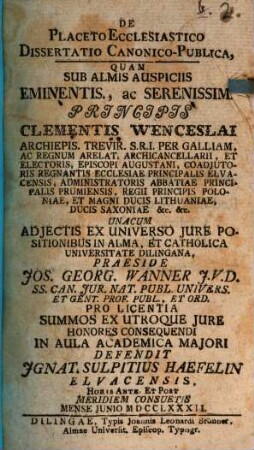 DE
PLACETO ECCLESIASTICO
DISSERTATIO CANONICO-PUBLICA,
QUAM
SUB ALMIS AUSPICIIS
EMINENTIS., ac SERENISSIM.
PRINCIPIS
CLEMENTIS WENCESLAI
ARCHIEPIS. TREVIR. S.R.I. PER GALLIAM,
AC REGNUM ARELAT. ARCHICANCELLARII, ET
ELECTORIS, EPISCOPI AUGUSTANI, COADJUTO-
RIS REGNANTIS ECCLESIAE PRINCIPALIS ELVA-
CENSIS, ADMINISTRATORIS ABBATIAE PRINCI-
PALIS PRUMIENSIS, REGII PRINCIPIS POLO-
NIAE, ET MAGNI DUCIS LITHUANIAE,
DUCIS SAXONIAE &c. &c.
UNACUM
ADJECTIS EX UNIVERSO JURE PO-
SITIONIBUS IN ALMA, ET CATHOLICA
UNIVERSITATE DILINGANA,
PRAESIDE
JOS. GEORG. WANNER J.V.D.
SS. CAN. JUR. NAT. PUBL. UNIVERS.
ET GENT. PROF. PUBL. ET ORD.
PRO LICENTIA
SUMMOS EX UTROQUE JURE
HONORES CONSEQUENDI
IN AULA ACADEMICA MAJORI
DEFENDIT
JGNAT. SULPITIUS HAEFELIN
ELVACENSIS,
HORIS ANTE ET POST
MERIDIEM CONSUETIS
MENSE JUNIO MDCCLXXXII.
DILINGAE, Typis Joannis Leonardi Brönner,
Almae Universit. Episcop. Typogr.